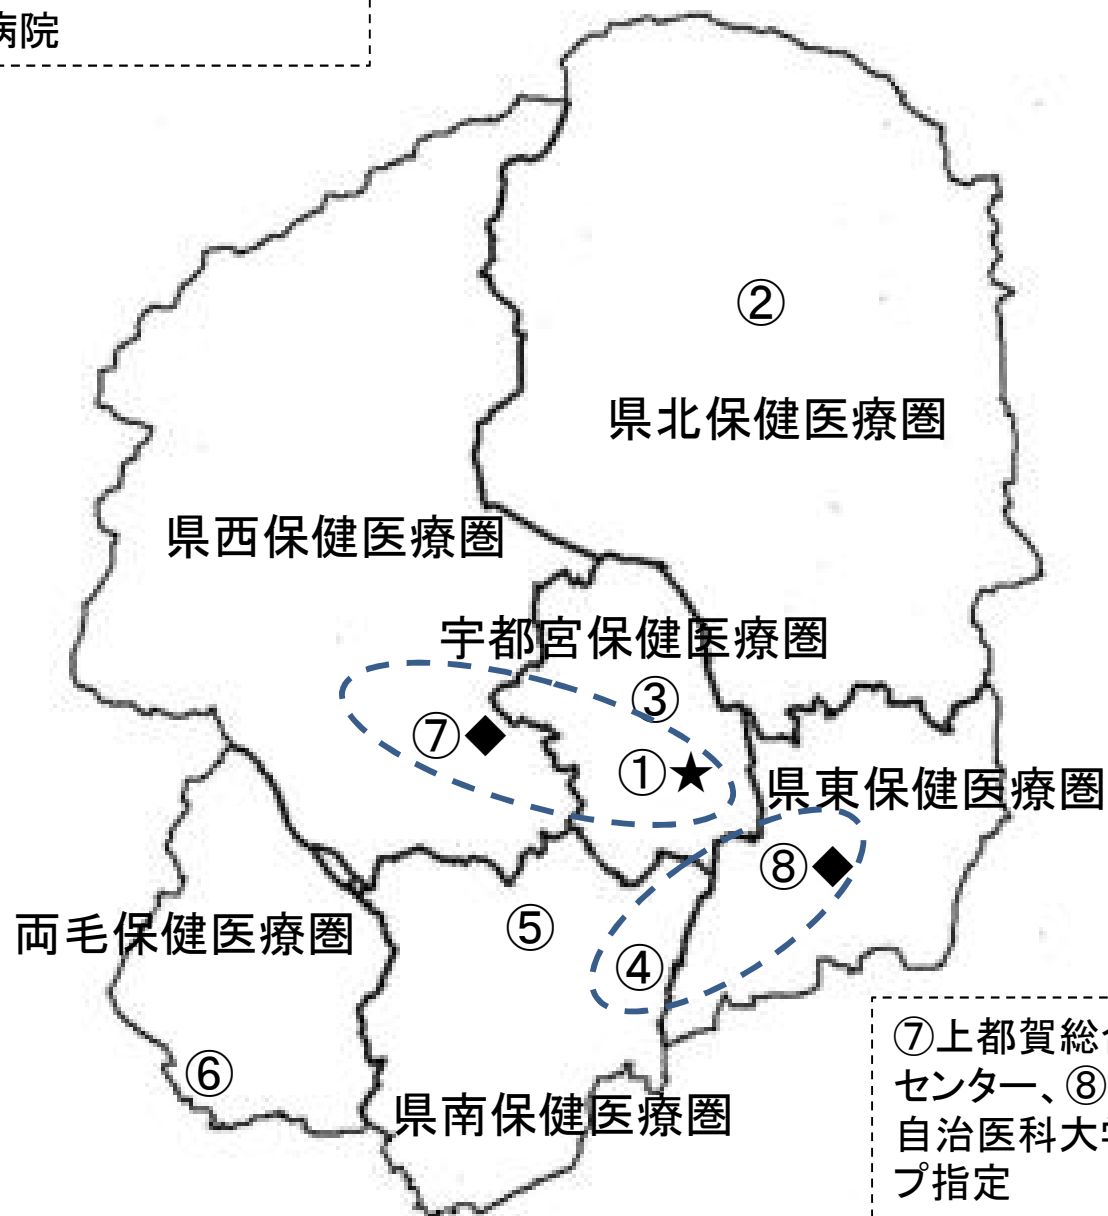 病院
②
県北保健医療圏
県西保健医療圏
宇都宮保健医療圏
③
⑦◆
①★
県東保健医療圏
⑧◆
⑤
両毛保健医療圏
④
⑥
県南保健医療圏
⑦上都賀総
センター、⑧
自治医科大学
プ指定